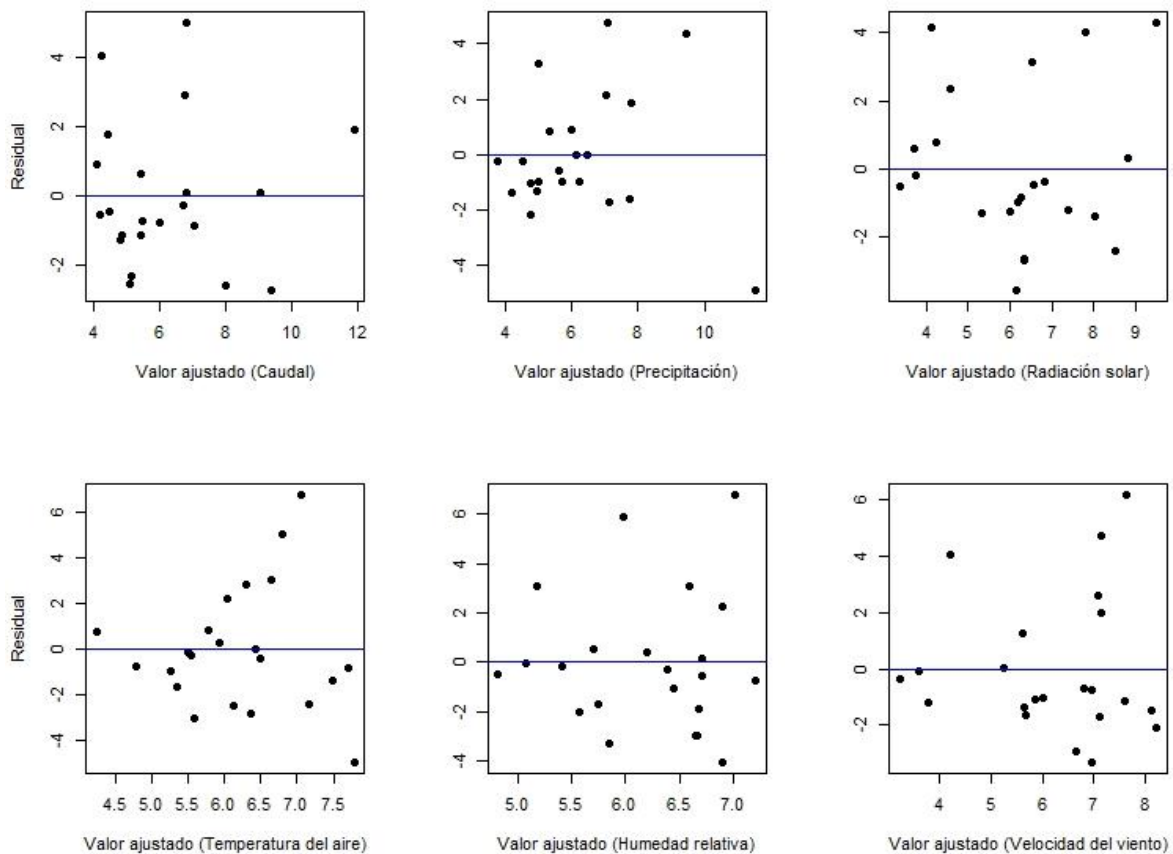 Residual
4
2
0
-2
4 6 8 10 12
Valor ajustado (Caudal)
4
2
0
-2
-4
4 6 8 10
Valor ajustado (Precipitación)
4
2
0
-2
4 5 6 7 8 9
Valor ajustado (Radiación solar)
Residual
6
4
2
0
-2
-4
4.5 5.0 5.5 6.0 6.5 7.0 7.5
Valor ajustado (Temperatura del aire)
6
4
2
0
-2
-4
5.0 5.5 6.0 6.5 7.0
Valor ajustado (Humedad relativa)
6
4
2
0
-2
4 5 6 7 8
Valor ajustado (Velocidad del viento)